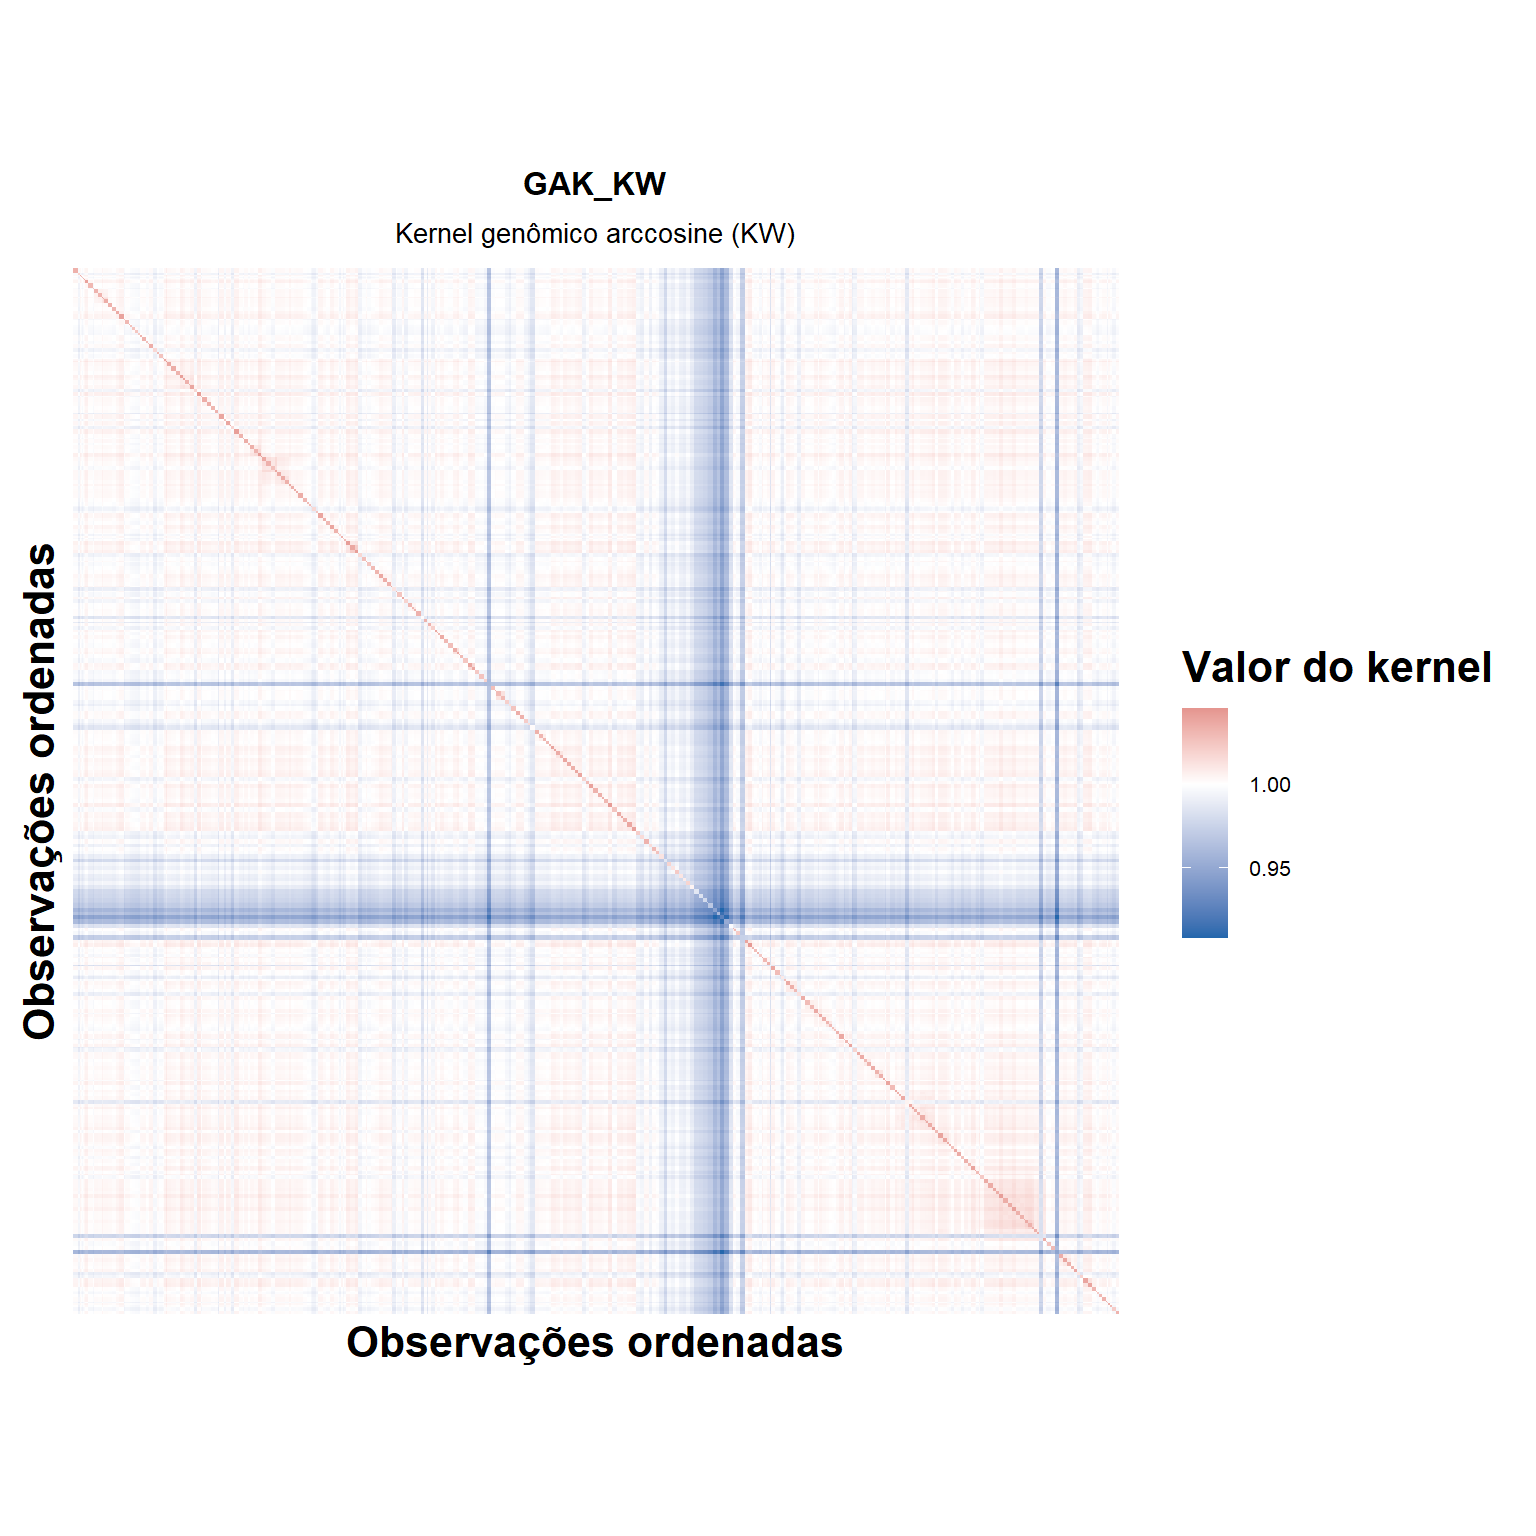 GAK_KW
Kernel genômico arccosine (KW)
Observações ordenadas
Valor do kernel
1.00
0.95
Observações ordenadas